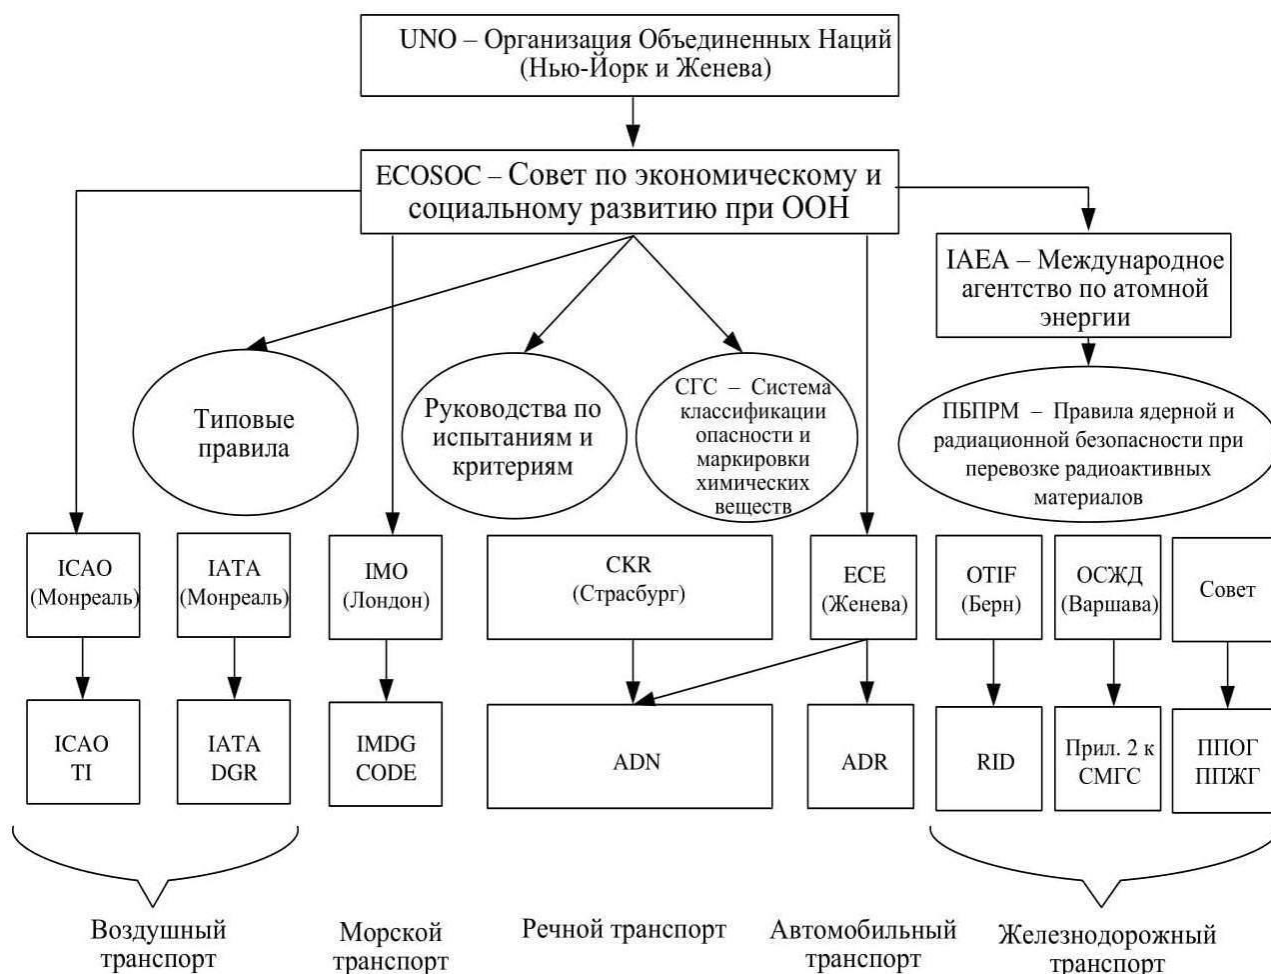 UNO – Организация Объединенных Наций
(Нью-Йорк и Женева)
ECOSOC – Совет по экономическому и
социальному развитию при ООН
IAEA – Международное
агентство по атомной
энергии
Типовые
правила
Руководства по
испытаниям и
критериям
СГС – Система
классификации
опасности и
маркировки
химических
веществ
ПБПРМ – Правила ядерной и
радиационной безопасности при
перевозке радиоактивных
материалов
ICAO
(Монреаль)
IATA
(Монреаль)
IMO
(Лондон)
CKR
(Страсбург)
ECE
(Женева)
OTIF
(Берн)
ОСЖД
(Варшава)
Совет
ICAO
TI
IATA
DGR
IMDG
CODE
ADN
ADR
RID
Прил. 2 к
СМГС
ППОГ
ППЖГ
Воздушный
транспорт
Морской
транспорт
Речной транспорт
Автомобильный
транспорт
Железнодорожный
транспорт